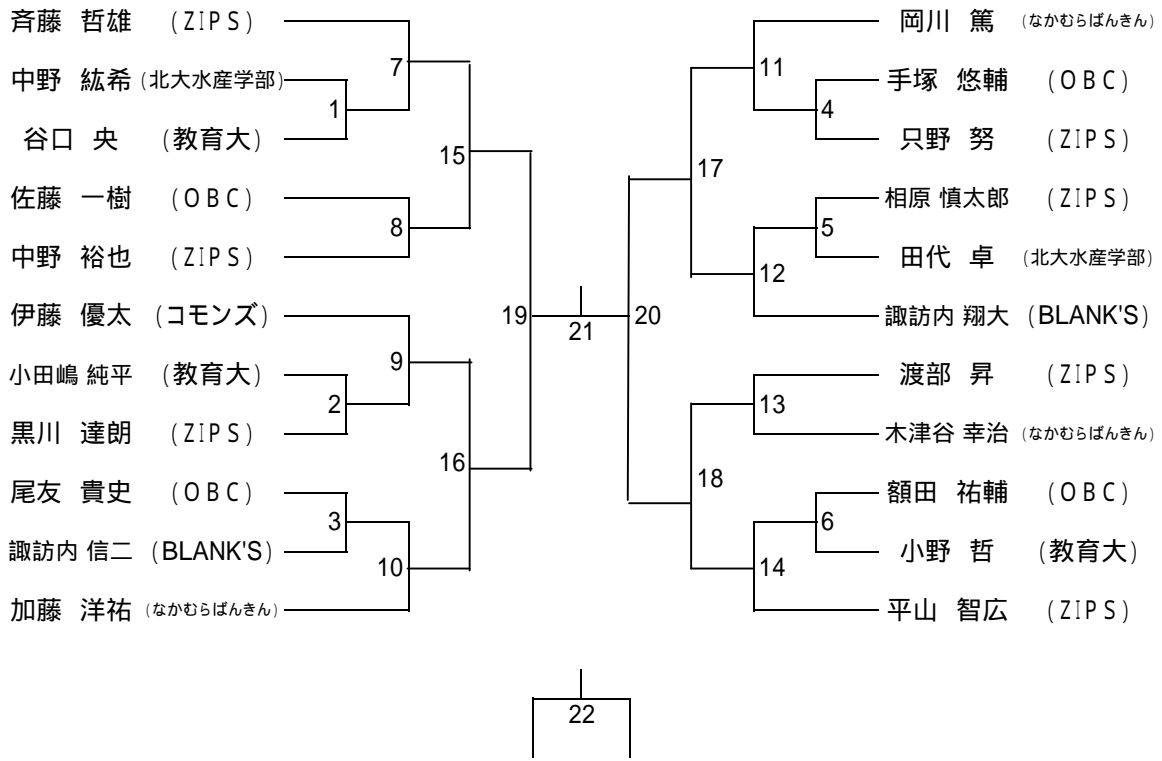 斉藤 哲雄 (ZIPS)
7
中野 紘希 (北大水産学部)
1
谷口 央 (教育大)
15
佐藤 一樹 (OBC)
8
中野 裕也 (ZIPS)
伊藤 優太 (コモンズ)
19
9
小田嶋 純平 (教育大)
2
黒川 達朗 (ZIPS)
16
尾友 貴史 (OBC)
3
諏訪内 信二 (BLANK'S)
10
加藤 洋祐 (なかむらばんきん)
21
岡川 篤 (なかむらばんきん)
11
手塚 悠輔 (OBC)
4
只野 努 (ZIPS)
17
相原 慎太郎 (ZIPS)
5
田代 卓 (北大水産学部)
12
諏訪内 翔大 (BLANK'S)
20
渡部 昇 (ZIPS)
13
木津谷 幸治 (なかむらばんきん)
18
額田 祐輔 (OBC)
6
小野 哲 (教育大)
14
平山 智広 (ZIPS)
22